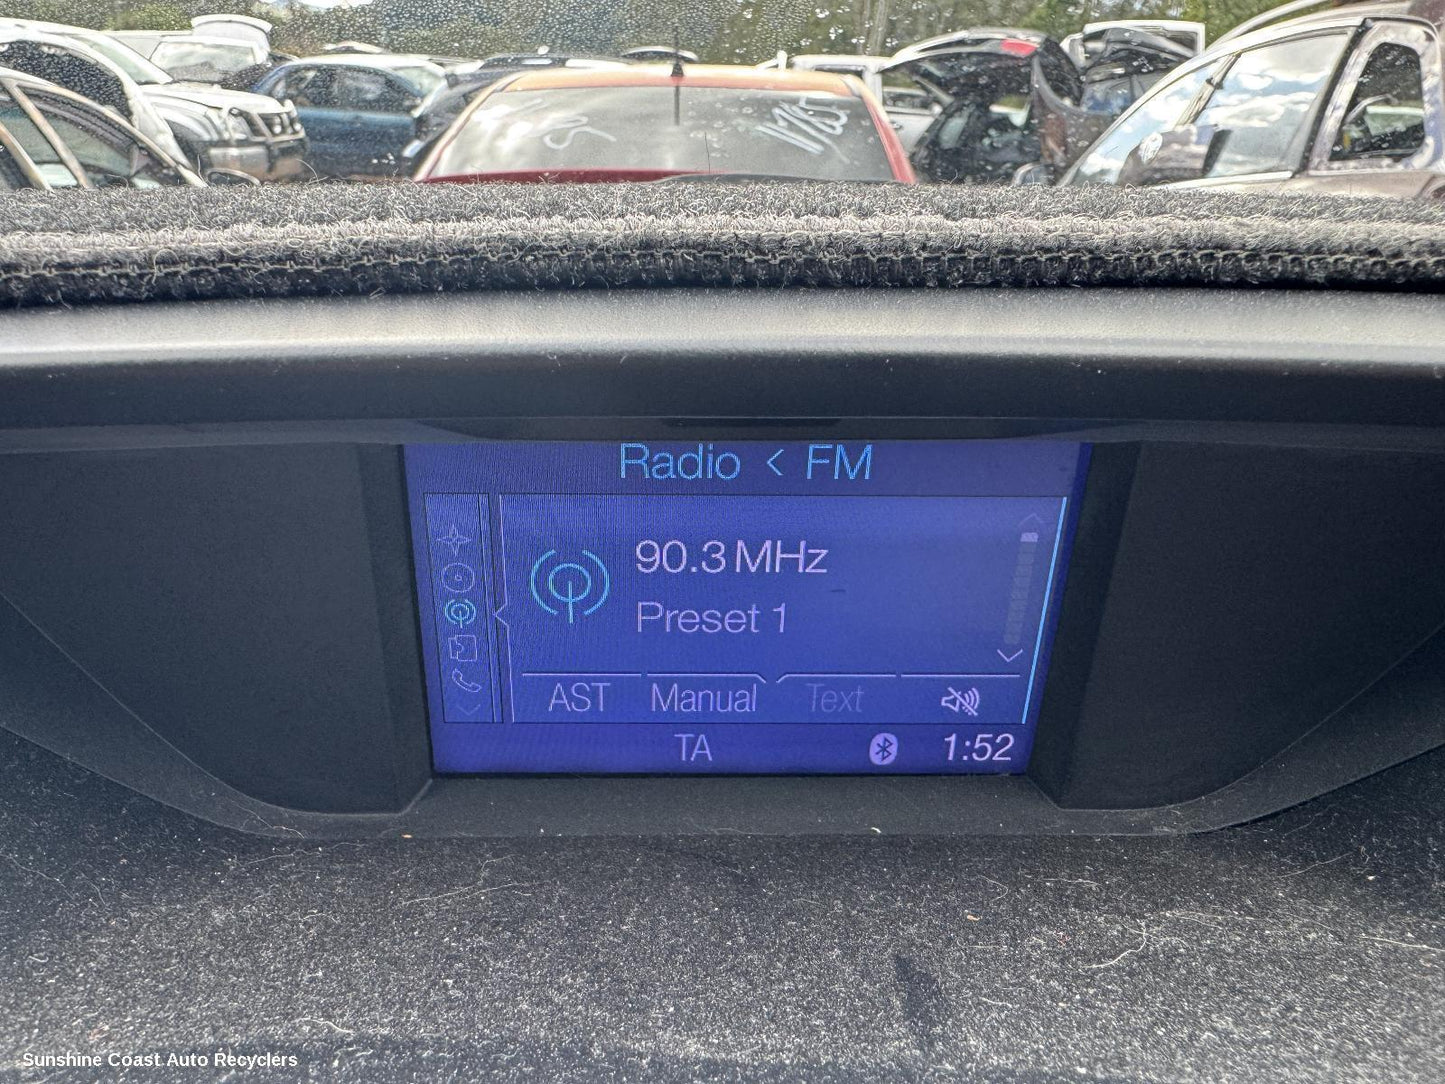 Radio < FM
90.3 MHz
Preset 1
AST Manual Text
TA 1:52
Sunshine Coast Auto Recyclers